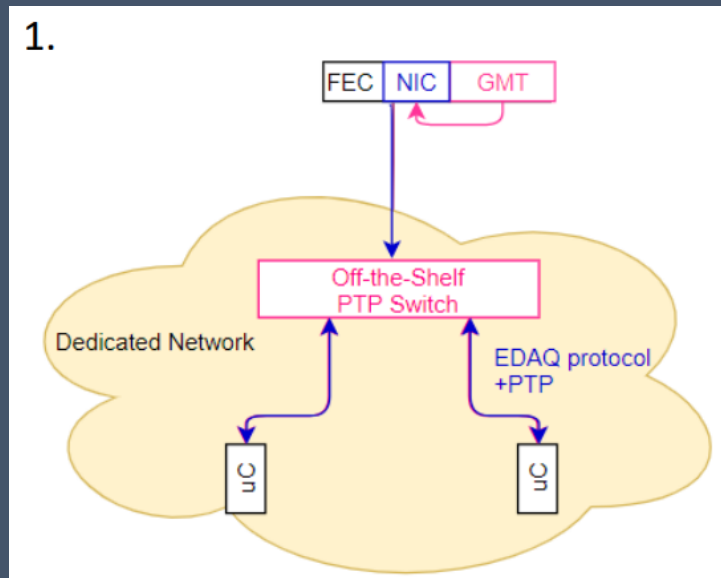 1.
FEC NIC GMT
Off-the-Shelf
PTP Switch
Dedicated Network
EDAQ protocol
+PTP
uC
uC